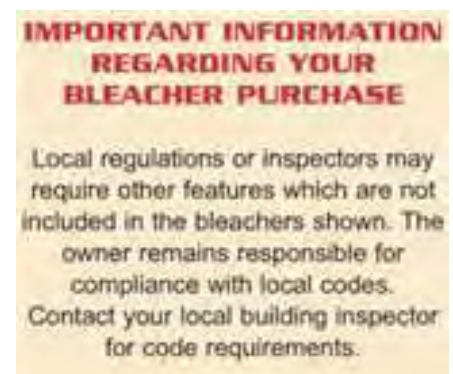 IMPORTANT INFORMATION
REGARDING YOUR
BLEACHER PURCHASE
Local regulations or inspectors may
require other features which are not
included in the bleachers shown. The
owner remains responsible for
compliance with local codes.
Contact your local building inspector
for code requirements.